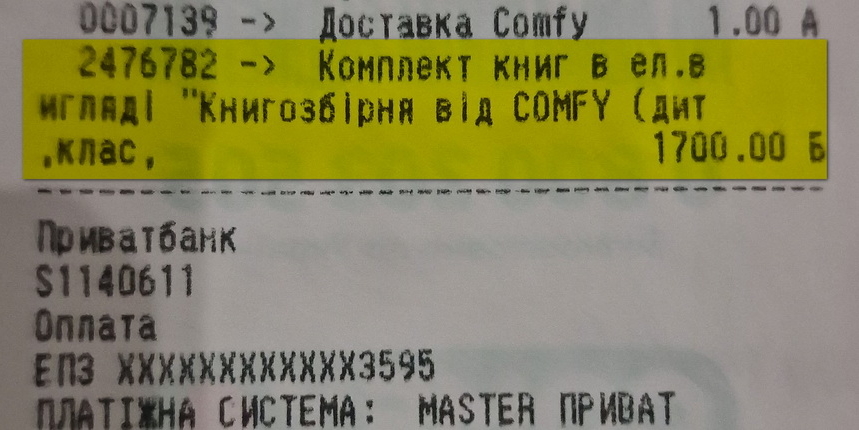 0007139 -> Доставка Comfy 1.00 А
2476782 -> Комплект книг в ел.в
игляді "Книгозбірня від COMFY (дит
,клас, 1700.00 Б
Приватбанк
S1140611
Оплата
ЕПЗ XXXXXXXXXXXX3595
ПЛАТІЖНА СИСТЕМА: MASTER ПРИВАТ